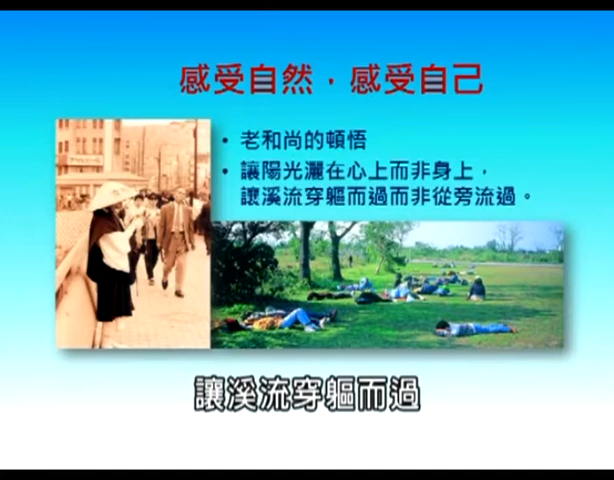 感受自然，感受自己
• 老和尚的頓悟
• 讓陽光灑在心上而非身上，
讓溪流穿軀而過而非從旁流過。
讓溪流穿軀而過